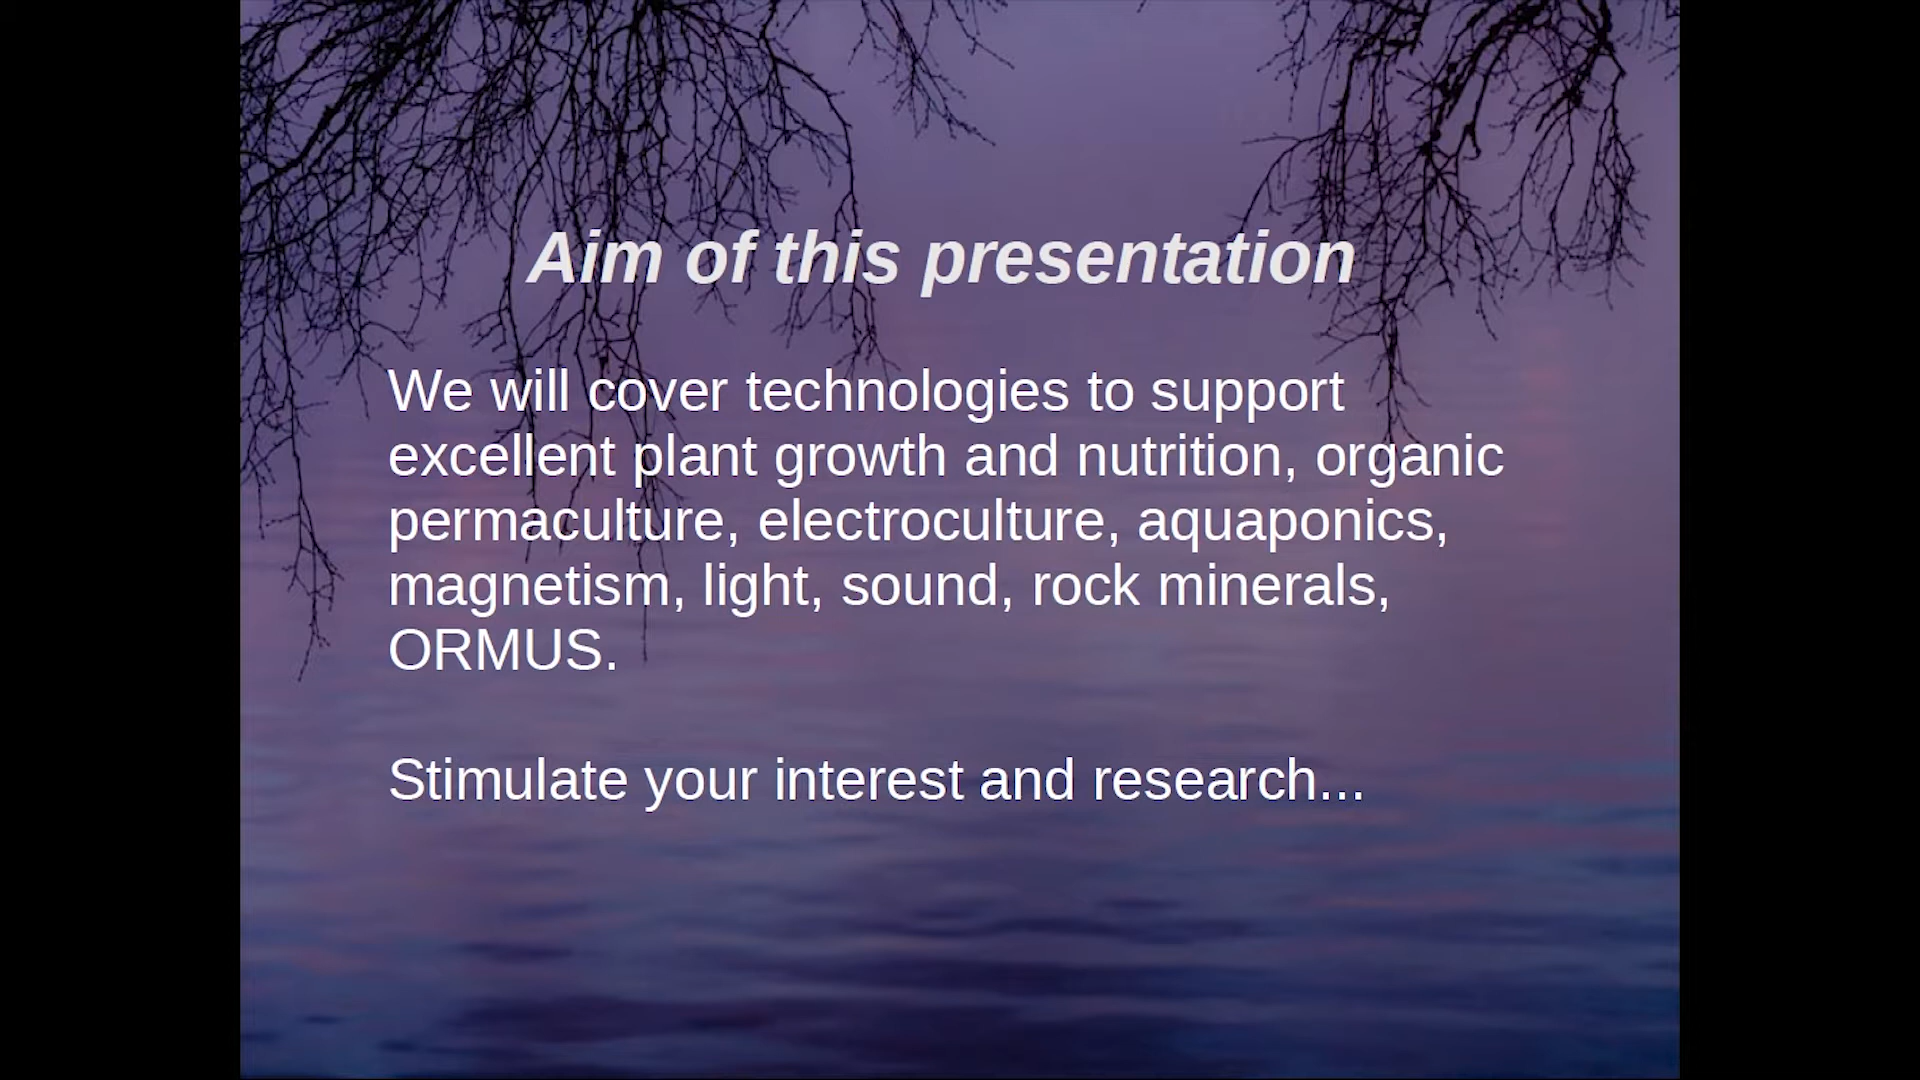 Aim of this presentation
We will cover technologies to support
excellent plant growth and nutrition, organic
permaculture, electroculture, aquaponics,
magnetism, light, sound, rock minerals,
ORMUS.
Stimulate your interest and research...